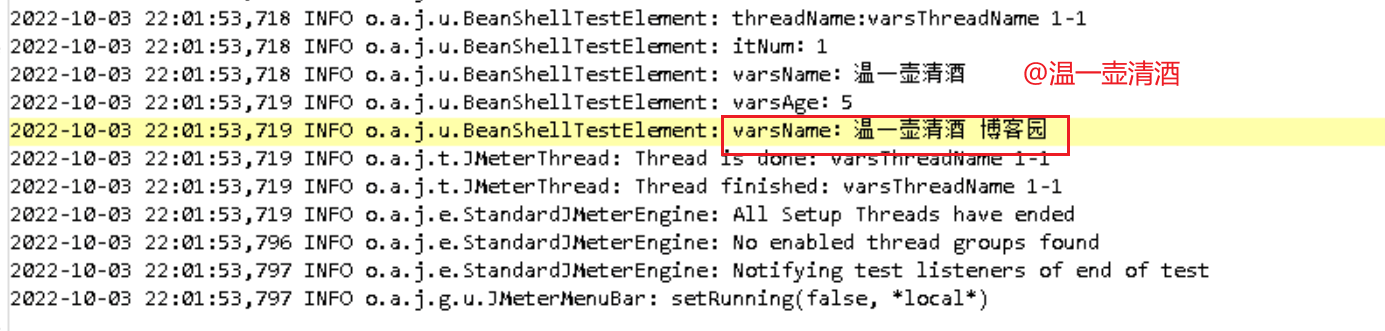 2022-10-03 22:01:53,718 INFO o.a.j.u.BeanShellTestElement: threadName:varsThreadName 1-1
2022-10-03 22:01:53,718 INFO o.a.j.u.BeanShellTestElement: itNum: 1
2022-10-03 22:01:53,718 INFO o.a.j.u.BeanShellTestElement: varsName: 温一壶清酒 @温一壶清酒
2022-10-03 22:01:53,719 INFO o.a.j.u.BeanShellTestElement: varsAge: 5
2022-10-03 22:01:53,719 INFO o.a.j.u.BeanShellTestElement: varsName: 温一壶清酒 博客园
2022-10-03 22:01:53,719 INFO o.a.j.t.JMeterThread: Thread is done: varsThreadName 1-1
2022-10-03 22:01:53,719 INFO o.a.j.t.JMeterThread: Thread finished: varsThreadName 1-1
2022-10-03 22:01:53,719 INFO o.a.j.e.StandardJMeterEngine: All Setup Threads have ended
2022-10-03 22:01:53,796 INFO o.a.j.e.StandardJMeterEngine: No enabled thread groups found
2022-10-03 22:01:53,797 INFO o.a.j.e.StandardJMeterEngine: Notifying test listeners of end of test
2022-10-03 22:01:53,797 INFO o.a.j.g.u.JMeterMenuBar: setRunning(false, *local*)